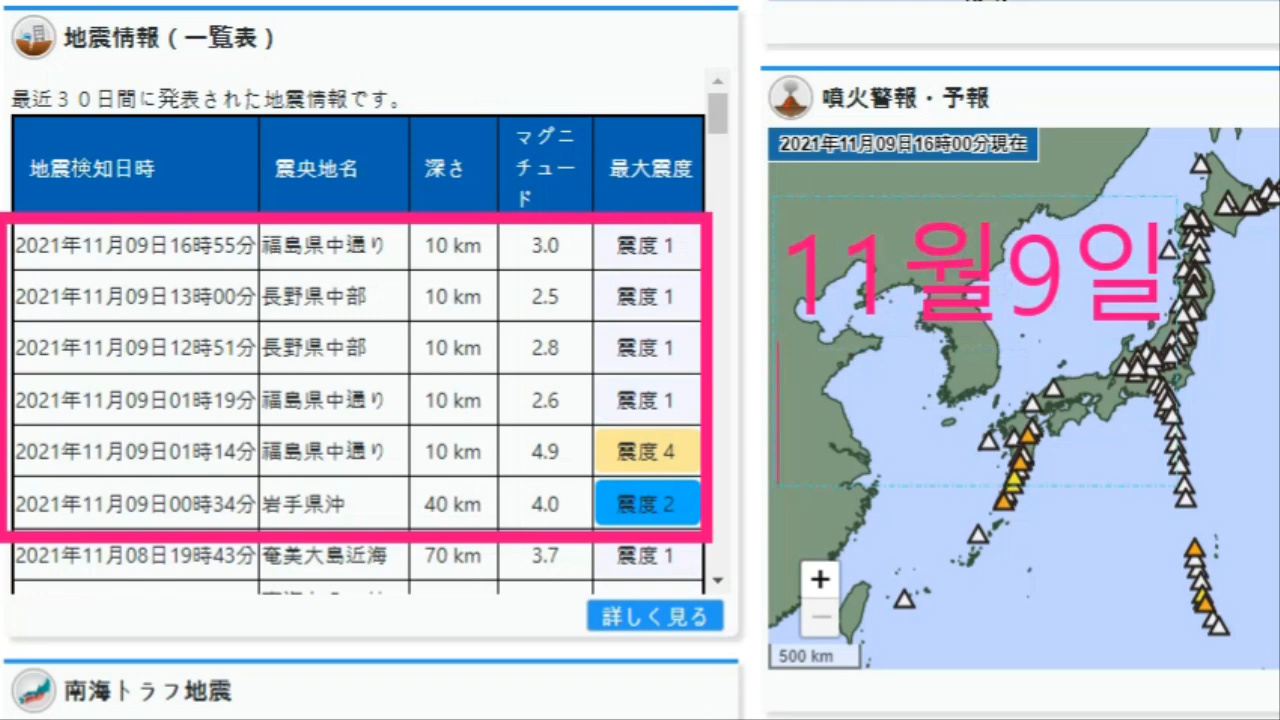 地震情報（一覧表）
最近３０日間に発表された地震情報です。
地震検知日時 震央地名 深さ マグニチュード 最大震度
2021年11月09日16時55分 福島県中通り 10 km 3.0 震度1
2021年11月09日13時00分 長野県中部 10 km 2.5 震度1
2021年11月09日12時51分 長野県中部 10 km 2.8 震度1
2021年11月09日01時19分 福島県中通り 10 km 2.6 震度1
2021年11月09日01時14分 福島県中通り 10 km 4.9 震度4
2021年11月09日00時34分 岩手県沖 40 km 4.0 震度2
2021年11月08日19時43分 奄美大島近海 70 km 3.7 震度1
詳しく見る
南海トラフ地震
噴火警報・予報
2021年11月09日16時00分現在
11월9일
+
−
500 km